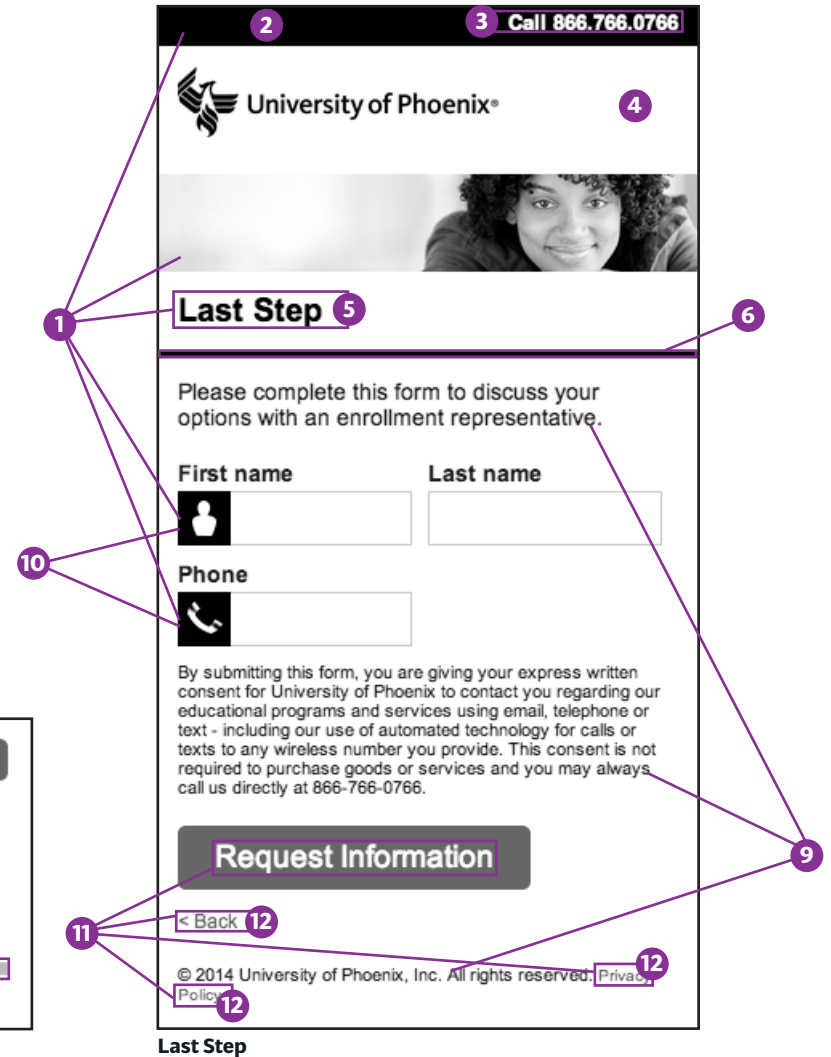 2
3 Call 866.766.0766
University of Phoenix®
4
1
Last Step 5
6
Please complete this form to discuss your
options with an enrollment representative.
First name Last name
10
Phone
By submitting this form, you are giving your express written
consent for University of Phoenix to contact you regarding our
educational programs and services using email, telephone or
text - including our use of automated technology for calls or
texts to any wireless number you provide. This consent is not
required to purchase goods or services and you may always
call us directly at 866-766-0766.
Request Information
9
11
< Back 12
12
© 2014 University of Phoenix, Inc. All rights reserved. Privacy
Policy 12
Last Step